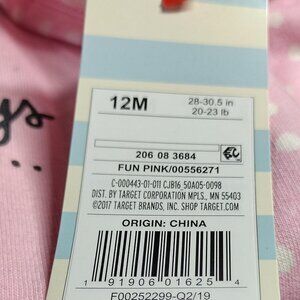 ys
...
12M
28-30.5 in
20-23 lb
206 08 3684
FUN PINK/00556271
C-000443-01-011 CJB16 50A05-0098
DIST. BY TARGET CORPORATION MPLS., MN 55403
©2017 TARGET BRANDS, INC. SHOP TARGET.COM
ORIGIN: CHINA
1 91906 01625 4
F00252299-Q2/19